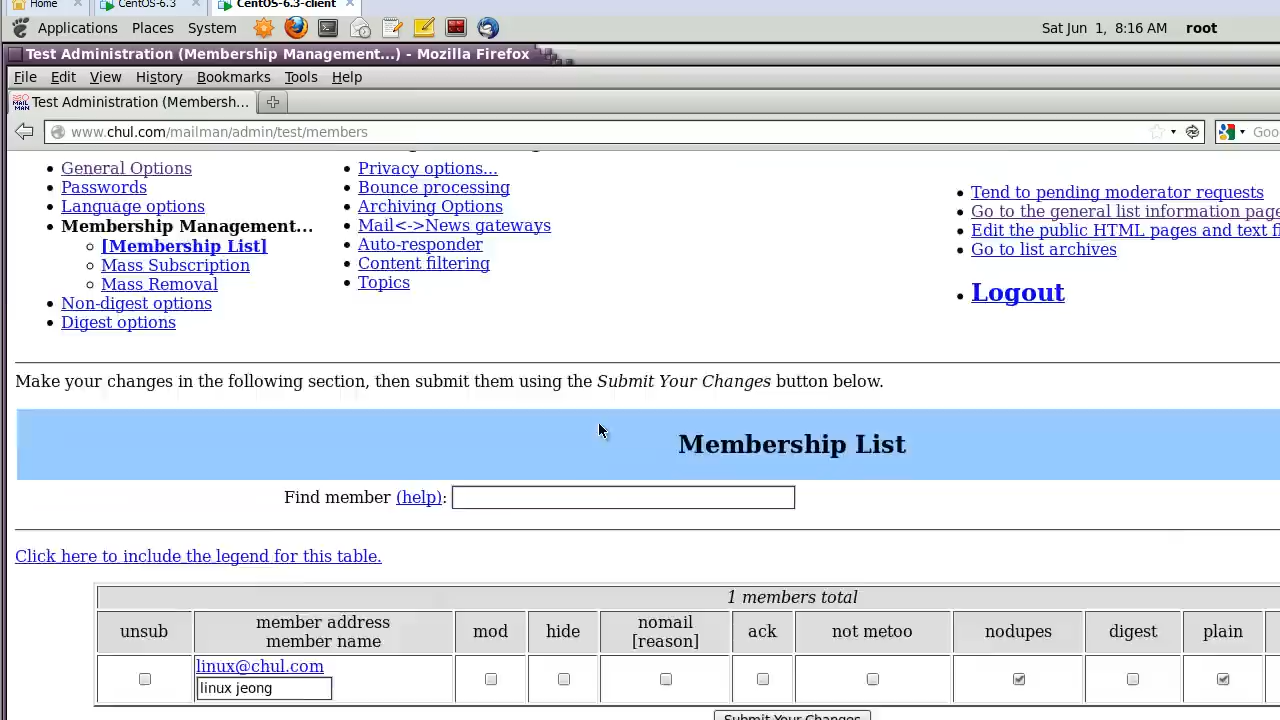 Home CentOS-6.3 CentOS-6.3-client
Applications Places System Sat Jun 1, 8:16 AM root
Test Administration (Membership Management...) - Mozilla Firefox
File Edit View History Bookmarks Tools Help
Test Administration (Membersh...
www.chul.com/mailman/admin/test/members Goo
General Options
Passwords
Language options
Membership Management...
[Membership List]
Mass Subscription
Mass Removal
Non-digest options
Digest options
Privacy options...
Bounce processing
Archiving Options
Mail<->News gateways
Auto-responder
Content filtering
Topics
Tend to pending moderator requests
Go to the general list information page
Edit the public HTML pages and text fi
Go to list archives
Logout
Make your changes in the following section, then submit them using the Submit Your Changes button below.
Membership List
Find member (help):
Click here to include the legend for this table.
1 members total
unsub member address member name mod hide nomail [reason] ack not metoo nodupes digest plain
linux@chul.com
linux jeong
Submit Your Changes